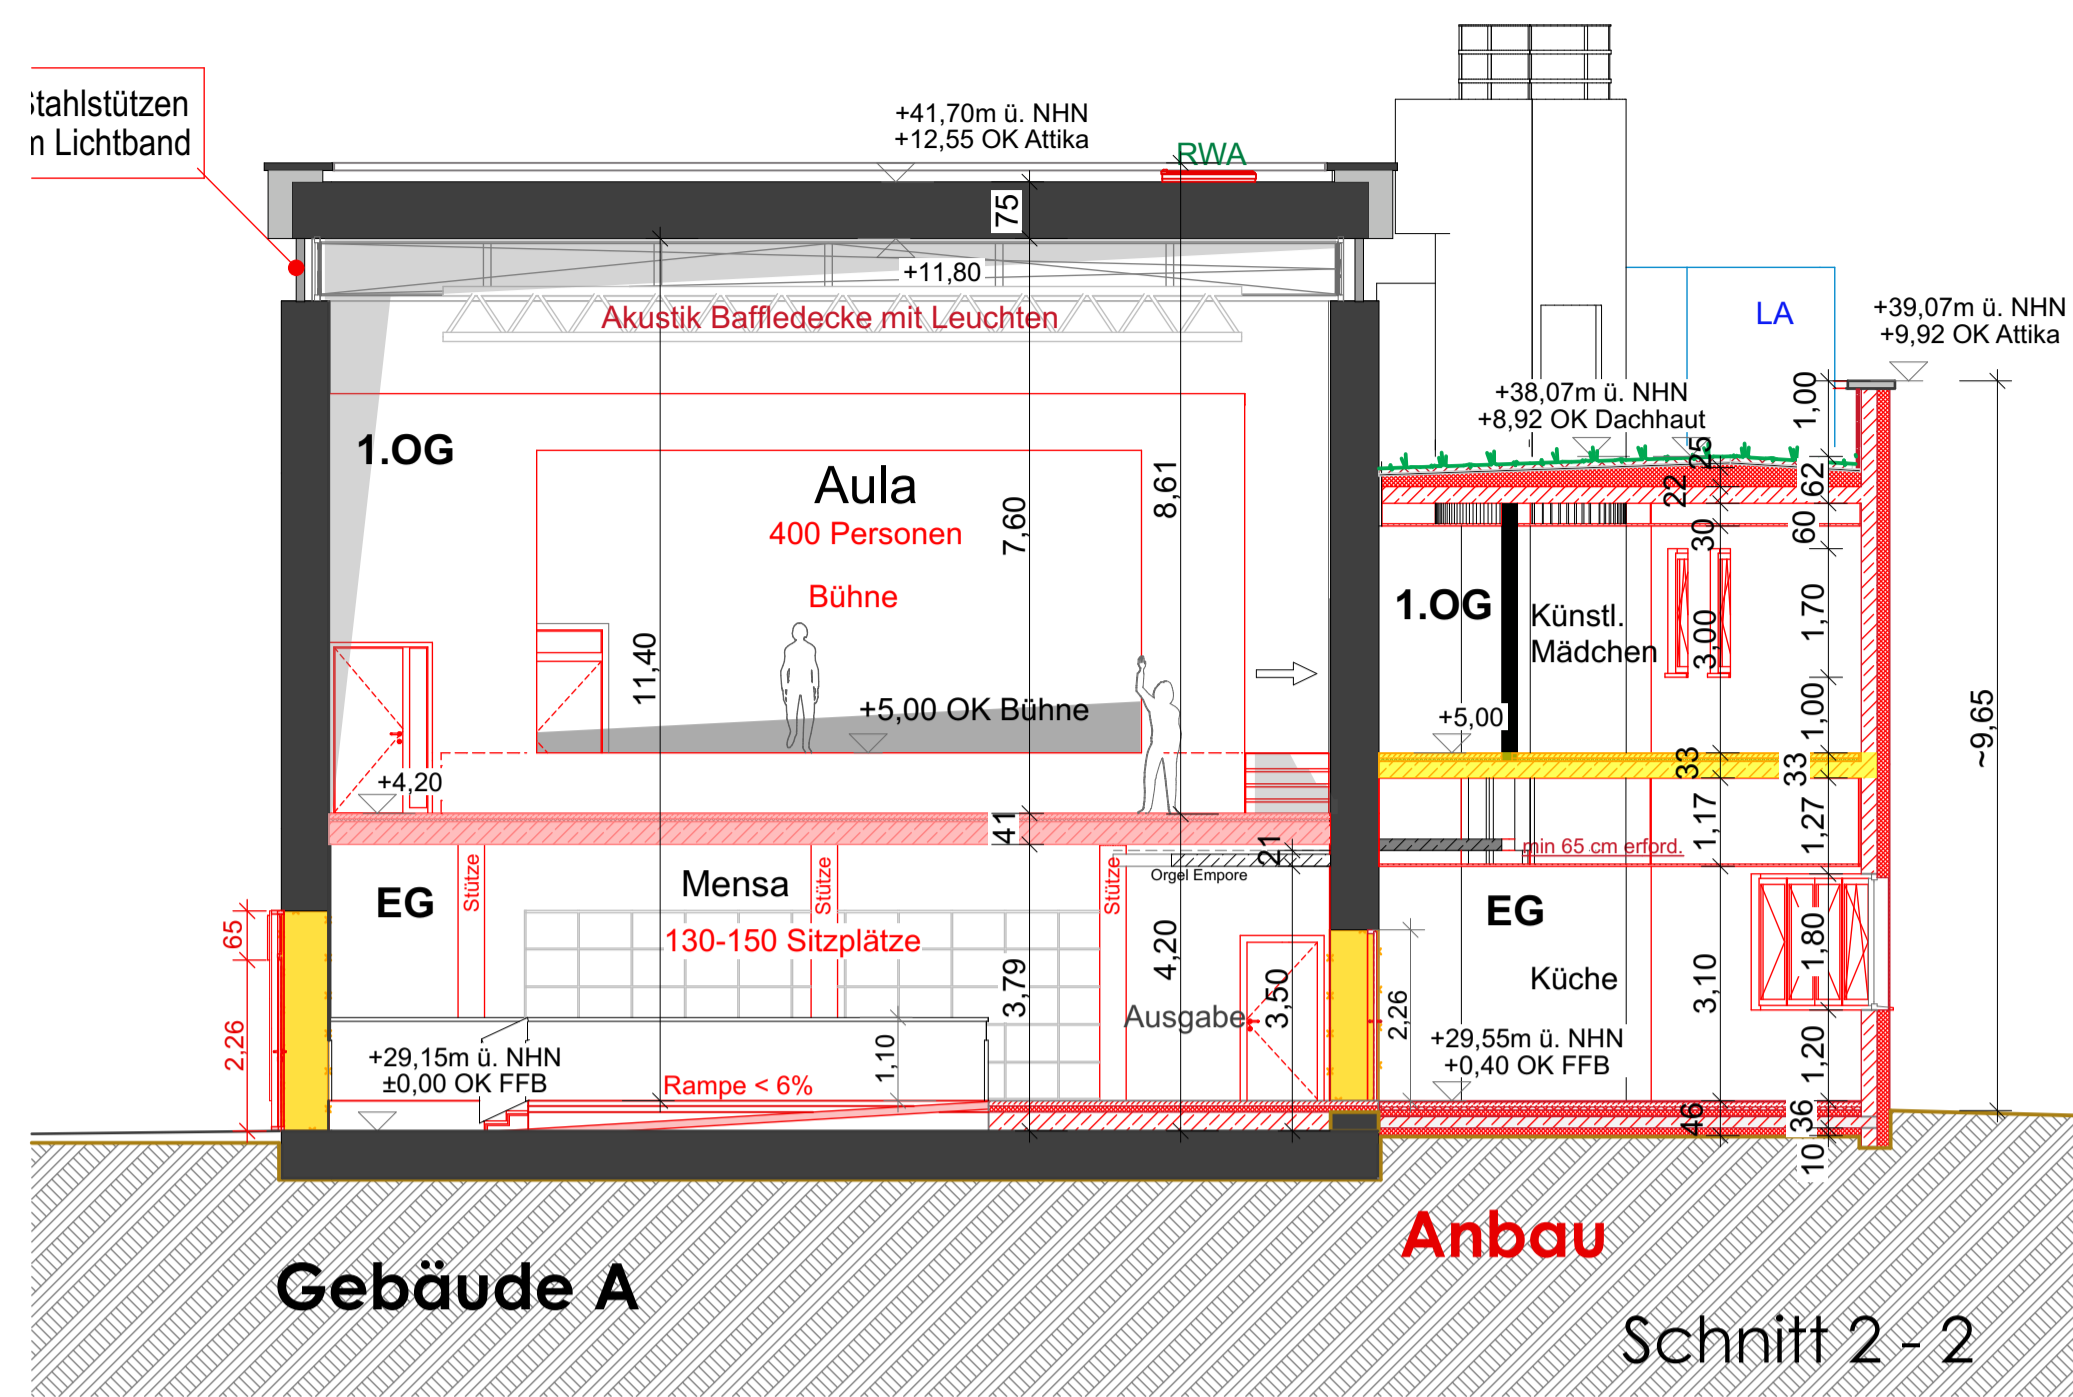 Stahlstützen
m Lichtband
+41,70m ü. NHN
+12,55 OK Attika
RWA
75
+11,80
Akustik Baffledecke mit Leuchten
LA
+39,07m ü. NHN
+9,92 OK Attika
+38,07m ü. NHN
+8,92 OK Dachhaut
1,00
25
62
22
60
30
1.OG
Aula
400 Personen
Bühne
8,61
7,60
11,40
+5,00 OK Bühne
+4,20
1.OG
Künstl.
Mädchen
3,00
1,70
1,00
+5,00
~9,65
33
33
41
21
1,17
1,27
min 65 cm erford.
Orgel Empore
EG
Stütze
Mensa
Stütze
Stütze
130-150 Sitzplätze
65
2,26
3,79
4,20
3,50
Ausgabe
1,10
+29,15m ü. NHN
±0,00 OK FFB
Rampe < 6%
2,26
EG
Küche
3,10
1,80
1,20
+29,55m ü. NHN
+0,40 OK FFB
46
36
10
Anbau
Gebäude A
Schnitt 2 - 2